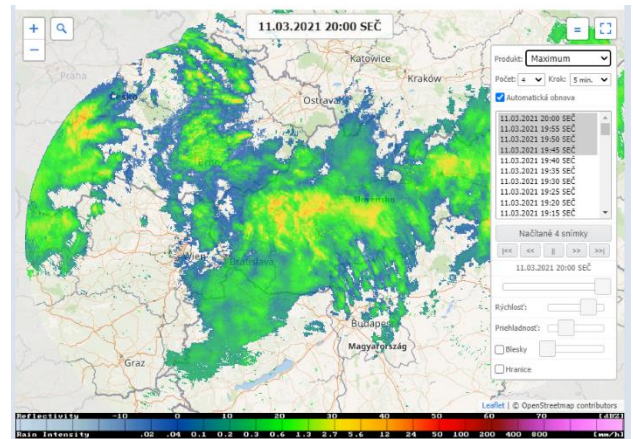 +
−
11.03.2021 20:00 SEČ
=
Produkt: Maximum
Počet: 4 Krok: 5 min.
Automatická obnova
11.03.2021 20:00 SEČ
11.03.2021 19:55 SEČ
11.03.2021 19:50 SEČ
11.03.2021 19:45 SEČ
11.03.2021 19:40 SEČ
11.03.2021 19:35 SEČ
11.03.2021 19:30 SEČ
11.03.2021 19:25 SEČ
11.03.2021 19:20 SEČ
11.03.2021 19:15 SEČ
Načítané 4 snímky
|<< << || >> >>|
11.03.2021 20:00 SEČ
Rýchlosť:
Priehľadnosť:
Blesky
Hranice
Katowice
Kraków
Praha
Česko
Ostrava
Slovensko
Wien
Bratislava
Budapest
Magyarország
Graz
Leaflet | © OpenStreetmap contributors
Reflectivity -10 0 10 20 30 40 50 60 70 [dBZ]
Rain Intensity .02 .04 0.1 0.2 0.3 0.6 1.3 2.7 5.6 12 24 50 100 200 400 800 [mm/h]